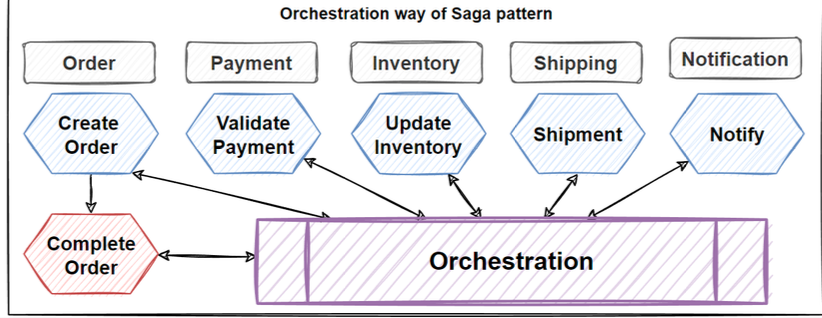 Orchestration way of Saga pattern
Order
Payment
Inventory
Shipping
Notification
Create
Order
Validate
Payment
Update
Inventory
Shipment
Notify
Complete
Order
Orchestration